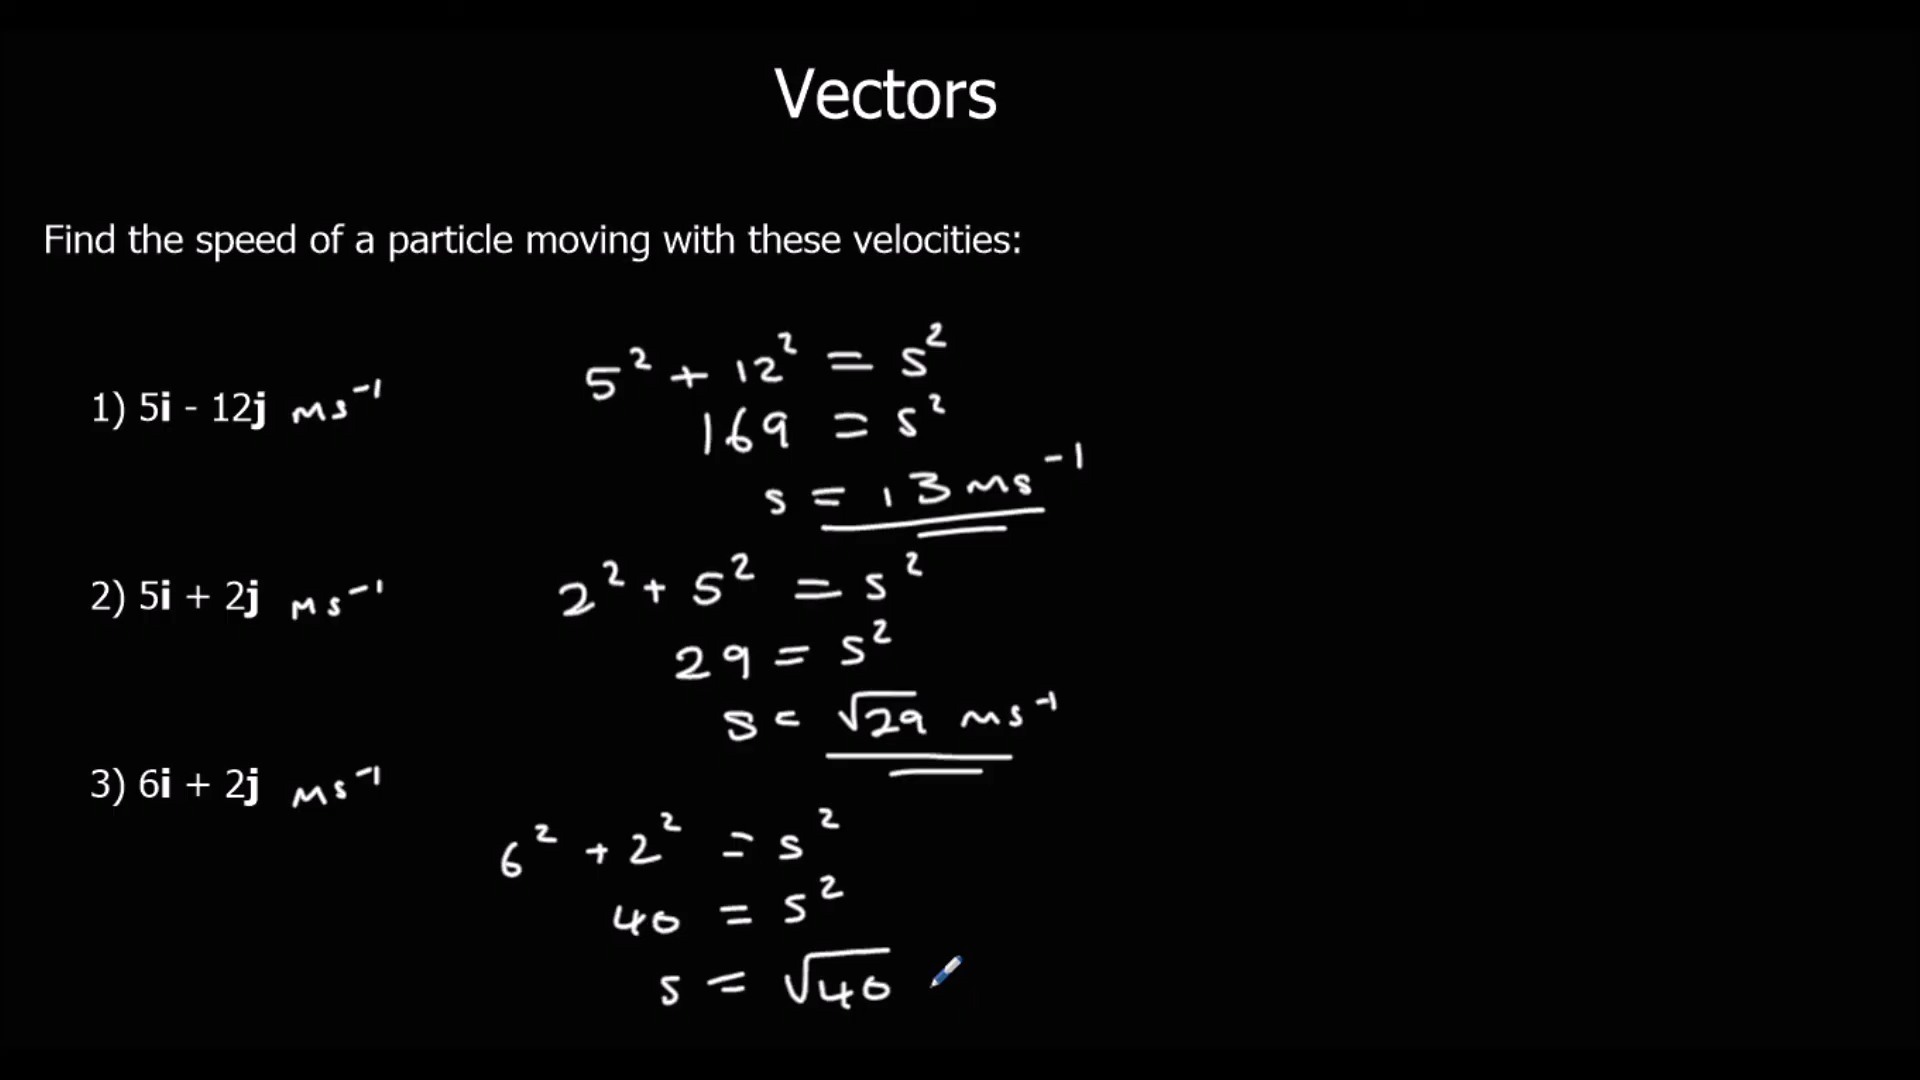 Vectors
Find the speed of a particle moving with these velocities:
1) 5i - 12j ms⁻¹
5² + 12² = s²
169 = s²
s = 13 ms⁻¹
2) 5i + 2j ms⁻¹
2² + 5² = s²
29 = s²
s = √29 ms⁻¹
3) 6i + 2j ms⁻¹
6² + 2² = s²
40 = s²
s = √40